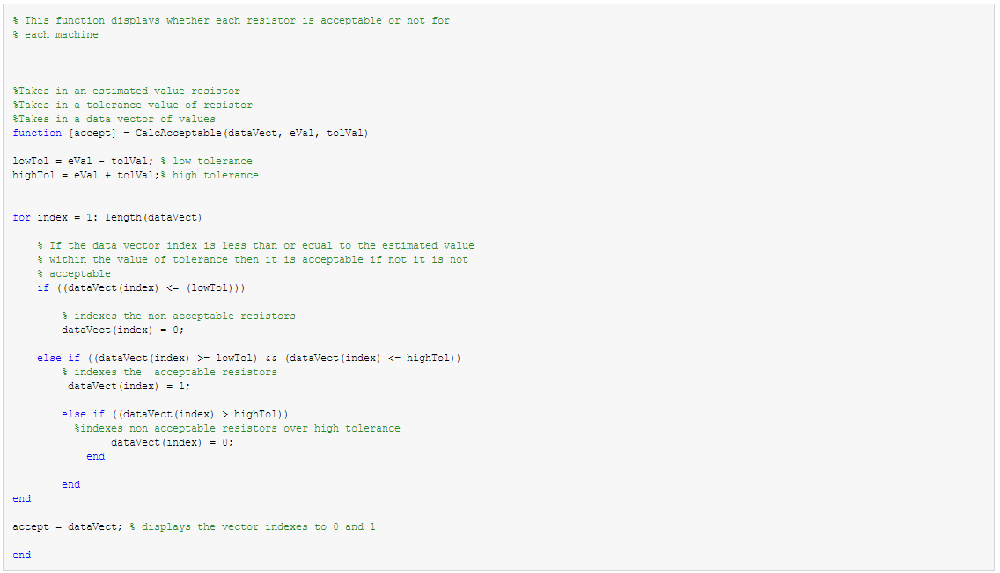 % This function displays whether each resistor is acceptable or not for
% each machine
%Takes in an estimated value resistor
%Takes in a tolerance value of resistor
%Takes in a data vector of values
function [accept] = CalcAcceptable(dataVect, eVal, tolVal)
lowTol = eVal - tolVal; % low tolerance
highTol = eVal + tolVal;% high tolerance
for index = 1: length(dataVect)
% If the data vector index is less than or equal to the estimated value
% within the value of tolerance then it is acceptable if not it is not
% acceptable
if ((dataVect(index) <= (lowTol)))
% indexes the non acceptable resistors
dataVect(index) = 0;
else if ((dataVect(index) >= lowTol) && (dataVect(index) <= highTol))
% indexes the  acceptable resistors
dataVect(index) = 1;
else if ((dataVect(index) > highTol))
%indexes non acceptable resistors over high tolerance
dataVect(index) = 0;
end
end
end
accept = dataVect; % displays the vector indexes to 0 and 1
end